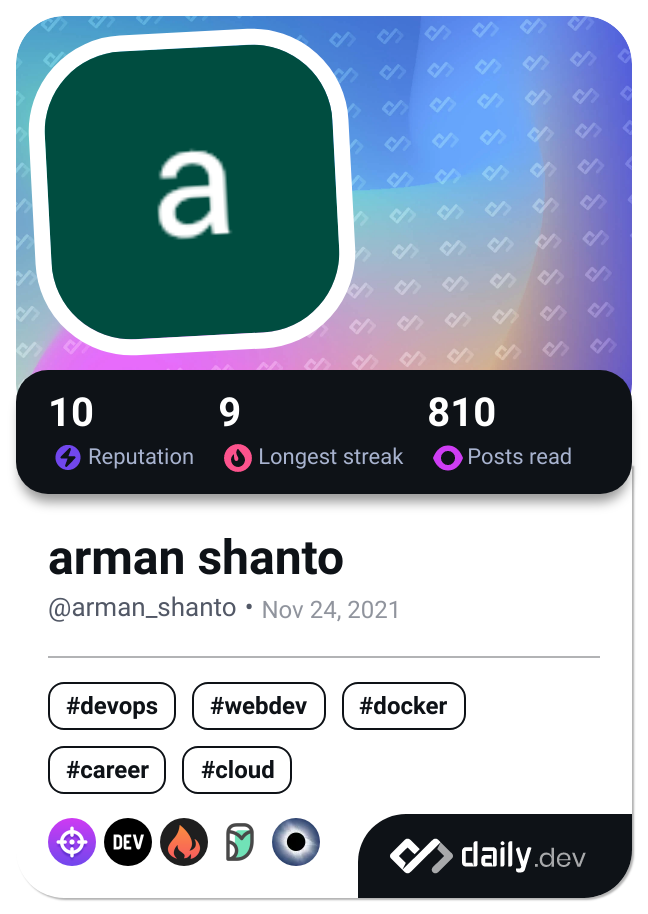 a
10 9 810
Reputation Longest streak Posts read
arman shanto
@arman_shanto • Nov 24, 2021
#devops #webdev #docker
#career #cloud
DEV
daily.dev